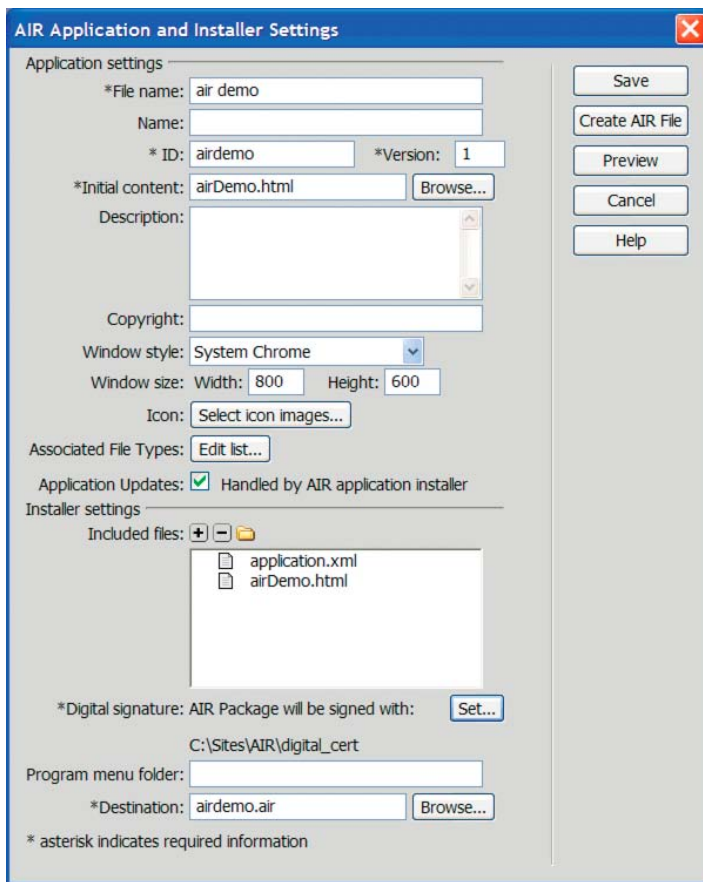 AIR Application and Installer Settings
Application settings
*File name: air demo
Name:
* ID: airdemo *Version: 1
*Initial content: airDemo.html Browse...
Description:
Copyright:
Window style: System Chrome
Window size: Width: 800 Height: 600
Icon: Select icon images...
Associated File Types: Edit list...
Application Updates: Handled by AIR application installer
Installer settings
Included files:
application.xml
airDemo.html
*Digital signature: AIR Package will be signed with: Set...
C:\Sites\AIR\digital_cert
Program menu folder:
*Destination: airdemo.air Browse...
* asterisk indicates required information
Save
Create AIR File
Preview
Cancel
Help